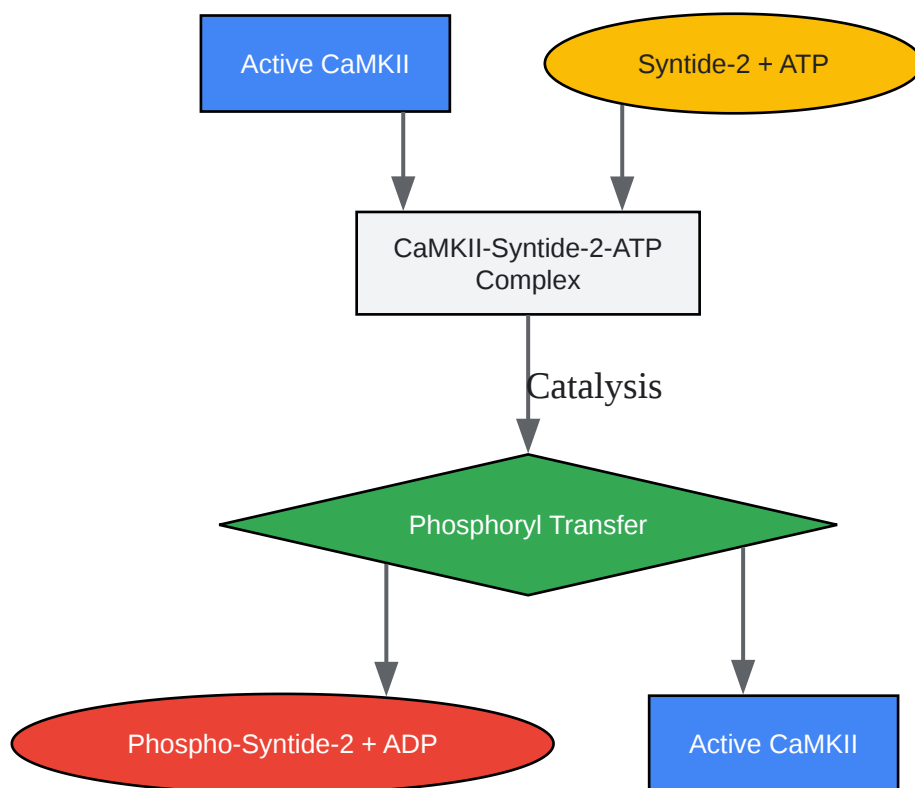 Active CaMKII
Syntide-2 + ATP
CaMKII-Syntide-2-ATP
Complex
Catalysis
Phosphoryl Transfer
Phospho-Syntide-2 + ADP
Active CaMKII